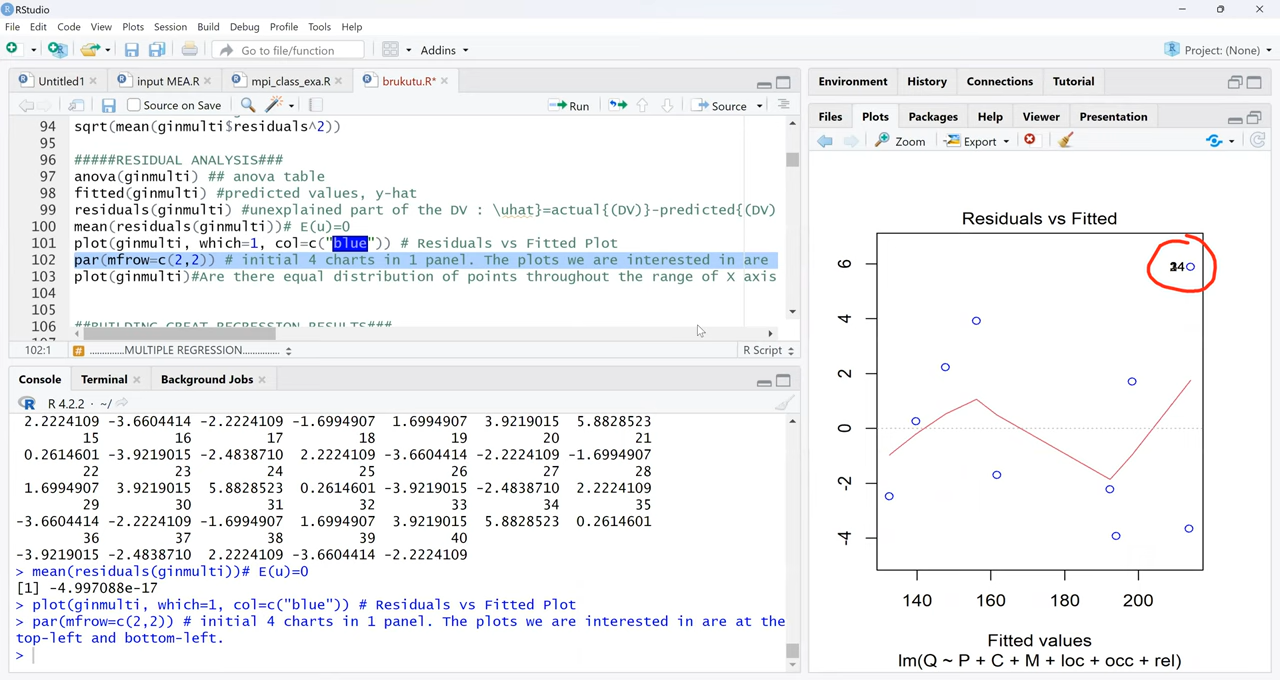 RStudio
File Edit Code View Plots Session Build Debug Profile Tools Help
Go to file/function Addins Project: (None)
Untitled1 input MEA.R mpi_class_exa.R brukutu.R*
Source on Save Run Source
94 sqrt(mean(ginmulti$residuals^2))
95
96 #####RESIDUAL ANALYSIS###
97 anova(ginmulti) ## anova table
98 fitted(ginmulti) #predicted values, y-hat
99 residuals(ginmulti) #unexplained part of the DV : \uhat}=actual{(DV)}-predicted{(DV)
100 mean(residuals(ginmulti))# E(u)=0
101 plot(ginmulti, which=1, col=c("blue")) # Residuals vs Fitted Plot
102 par(mfrow=c(2,2)) # initial 4 charts in 1 panel. The plots we are interested in are
103 plot(ginmulti)#Are there equal distribution of points throughout the range of X axis
104
105
106 ##BUILDING GREAT REGRESSION RESULTS###
102:1 ..............MULTIPLE REGRESSION.............. R Script
Console Terminal Background Jobs
R 4.2.2 · ~/
2.2224109 -3.6604414 -2.2224109 -1.6994907 1.6994907 3.9219015 5.8828523
15 16 17 18 19 20 21
0.2614601 -3.9219015 -2.4838710 2.2224109 -3.6604414 -2.2224109 -1.6994907
22 23 24 25 26 27 28
1.6994907 3.9219015 5.8828523 0.2614601 -3.9219015 -2.4838710 2.2224109
29 30 31 32 33 34 35
-3.6604414 -2.2224109 -1.6994907 1.6994907 3.9219015 5.8828523 0.2614601
36 37 38 39 40
-3.9219015 -2.4838710 2.2224109 -3.6604414 -2.2224109
> mean(residuals(ginmulti))# E(u)=0
[1] -4.997088e-17
> plot(ginmulti, which=1, col=c("blue")) # Residuals vs Fitted Plot
> par(mfrow=c(2,2)) # initial 4 charts in 1 panel. The plots we are interested in are at the
top-left and bottom-left.
>
Environment History Connections Tutorial
Files Plots Packages Help Viewer Presentation
Zoom Export
Residuals vs Fitted
6
4
2
0
-2
-4
140 160 180 200
Fitted values
lm(Q ~ P + C + M + loc + occ + rel)